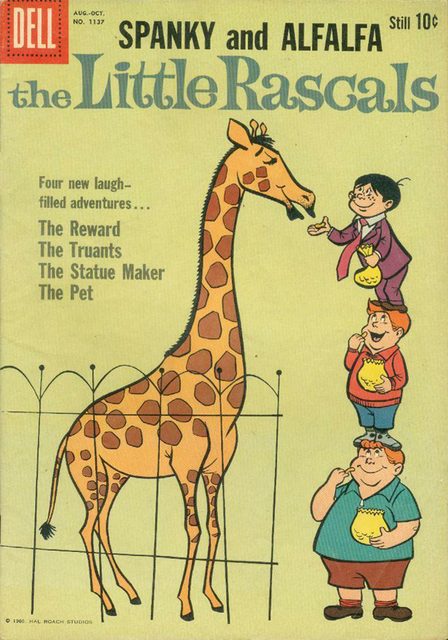 DELL
AUG.-OCT.
NO. 1137
SPANKY and ALFALFA
Still 10¢
the Little Rascals
Four new laugh-
filled adventures...
The Reward
The Truants
The Statue Maker
The Pet
© 1960 HAL ROACH STUDIOS